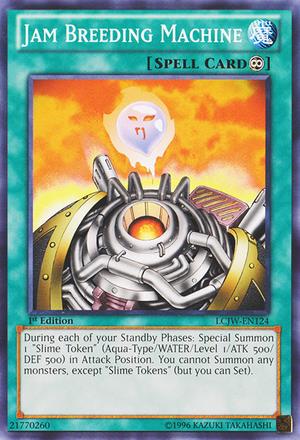 JAM BREEDING MACHINE
[SPELL CARD∞]
1st Edition
LCJW-EN124
During each of your Standby Phases: Special Summon
1 "Slime Token" (Aqua-Type/WATER/Level 1/ATK 500/
DEF 500) in Attack Position. You cannot Summon any
monsters, except "Slime Tokens" (but you can Set).
21770260
©1996 KAZUKI TAKAHASHI